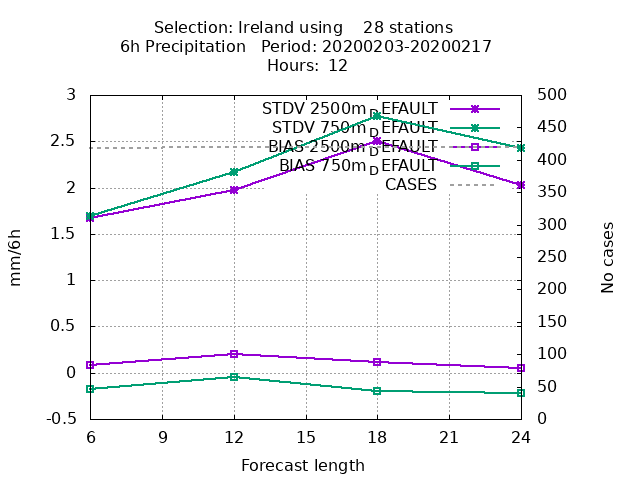 Selection: Ireland using 28 stations
6h Precipitation Period: 20200203-20200217
Hours: 12
STDV 2500m_DEFAULT
STDV 750m_DEFAULT
BIAS 2500m_DEFAULT
BIAS 750m_DEFAULT
CASES
3
2.5
2
1.5
1
0.5
0
-0.5
mm/6h
500
450
400
350
300
250
200
150
100
50
0
No cases
6 9 12 15 18 21 24
Forecast length